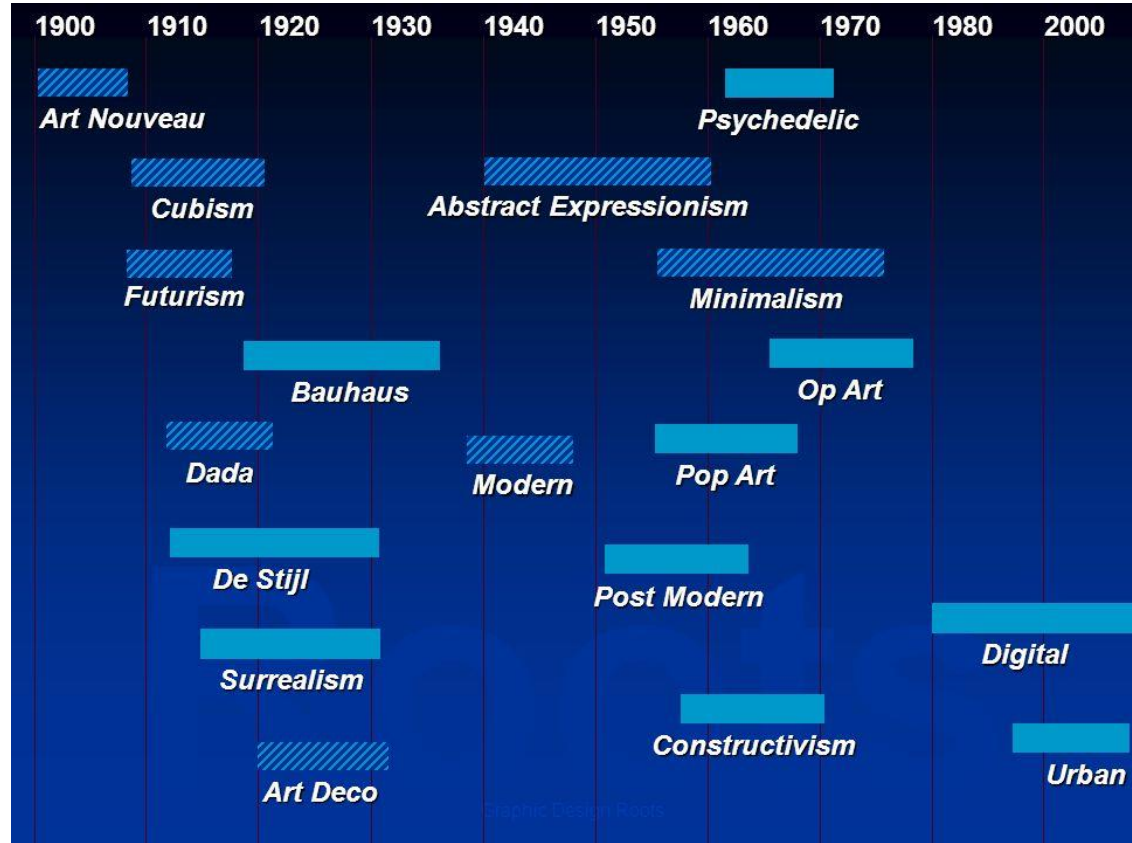 1900 1910 1920 1930 1940 1950 1960 1970 1980 2000
Art Nouveau
Psychedelic
Cubism
Abstract Expressionism
Futurism
Minimalism
Bauhaus
Op Art
Dada
Modern
Pop Art
De Stijl
Post Modern
Surrealism
Digital
Constructivism
Urban
Art Deco
Roots
Graphic Design Roots